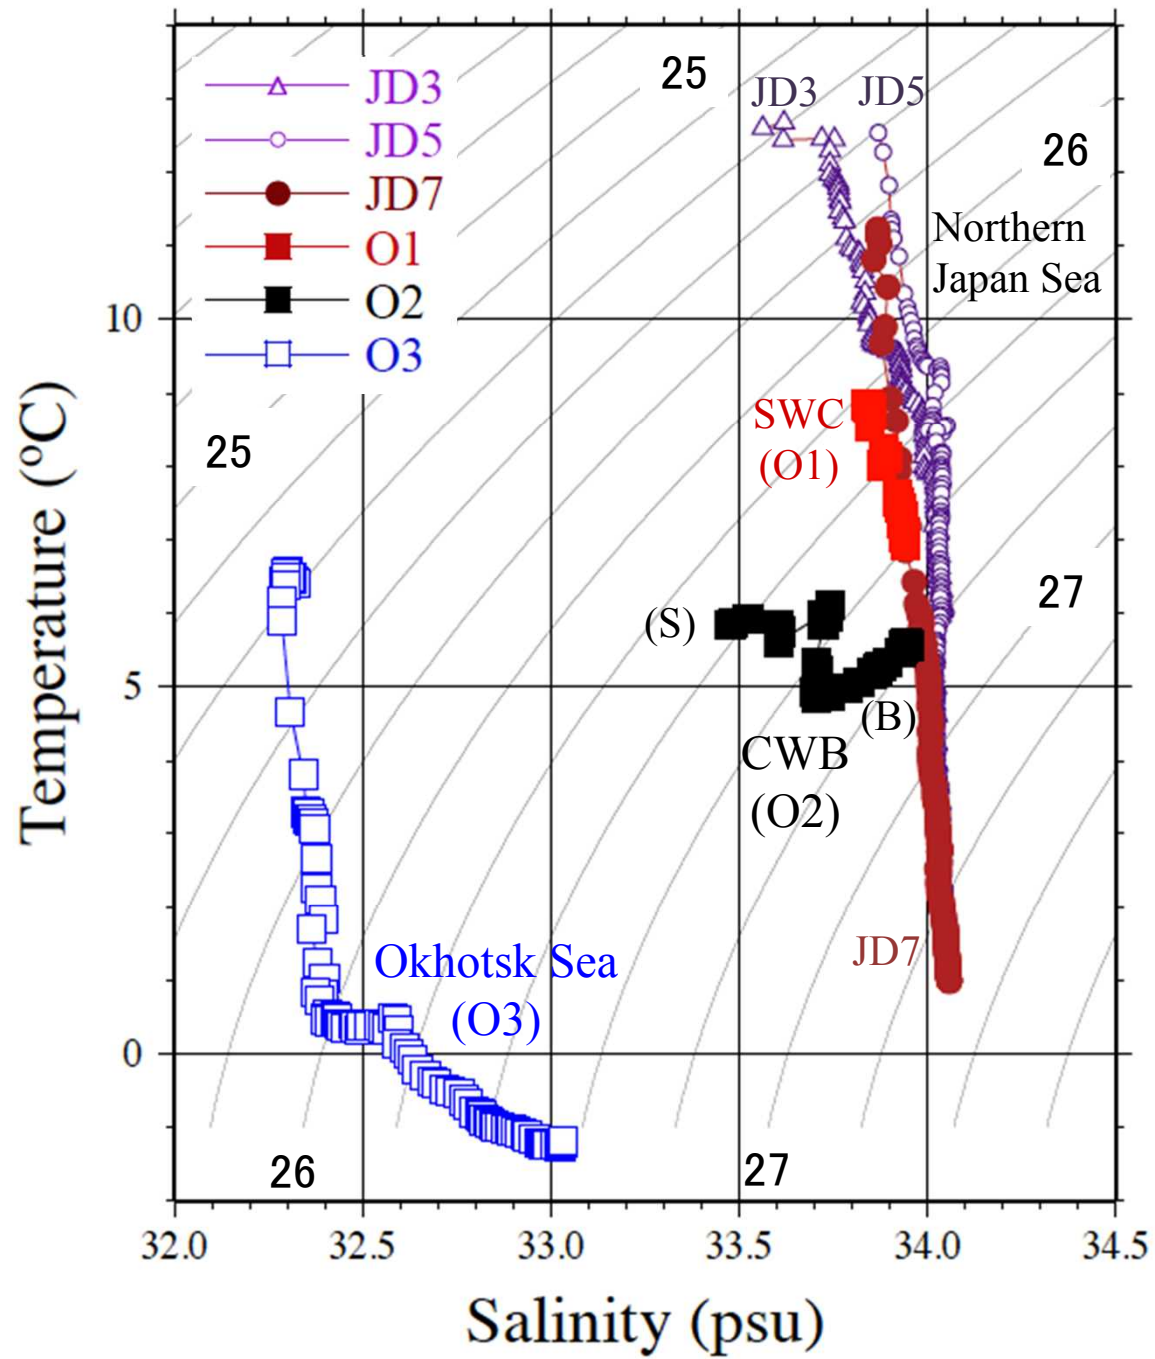 25
JD3
JD5
26
JD3
JD5
JD7
O1
O2
O3
Northern
Japan Sea
10
SWC
(O1)
25
27
(S)
5
(B)
CWB
(O2)
JD7
Okhotsk Sea
(O3)
0
26
27
32.0
32.5
33.0
33.5
34.0
34.5
Temperature (ºC)
Salinity (psu)